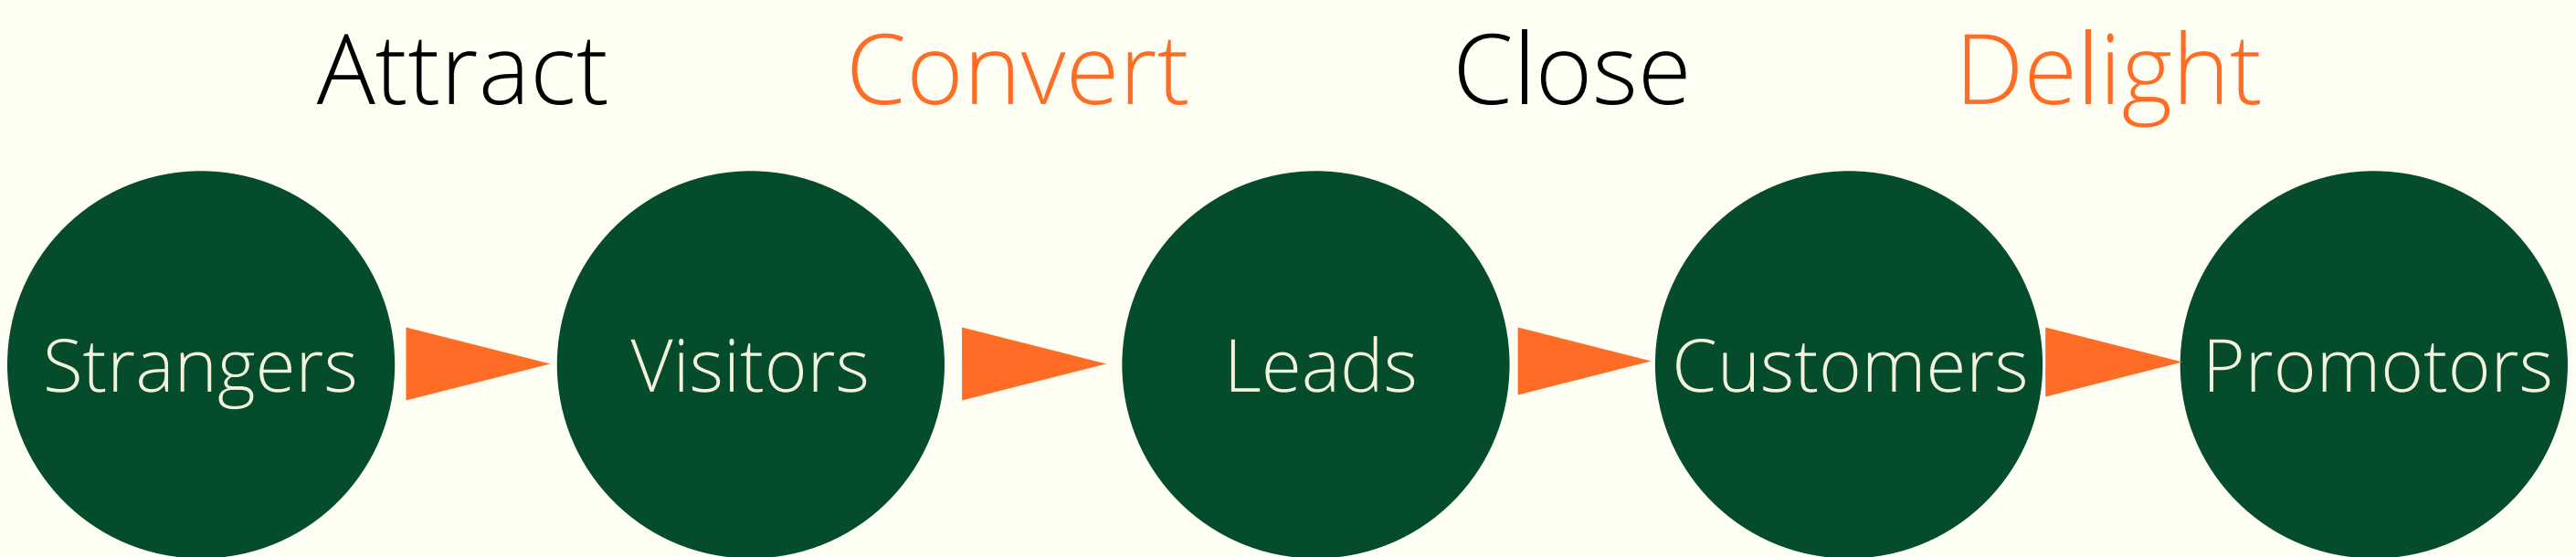 Attract Convert Close Delight
Strangers Visitors Leads Customers Promotors